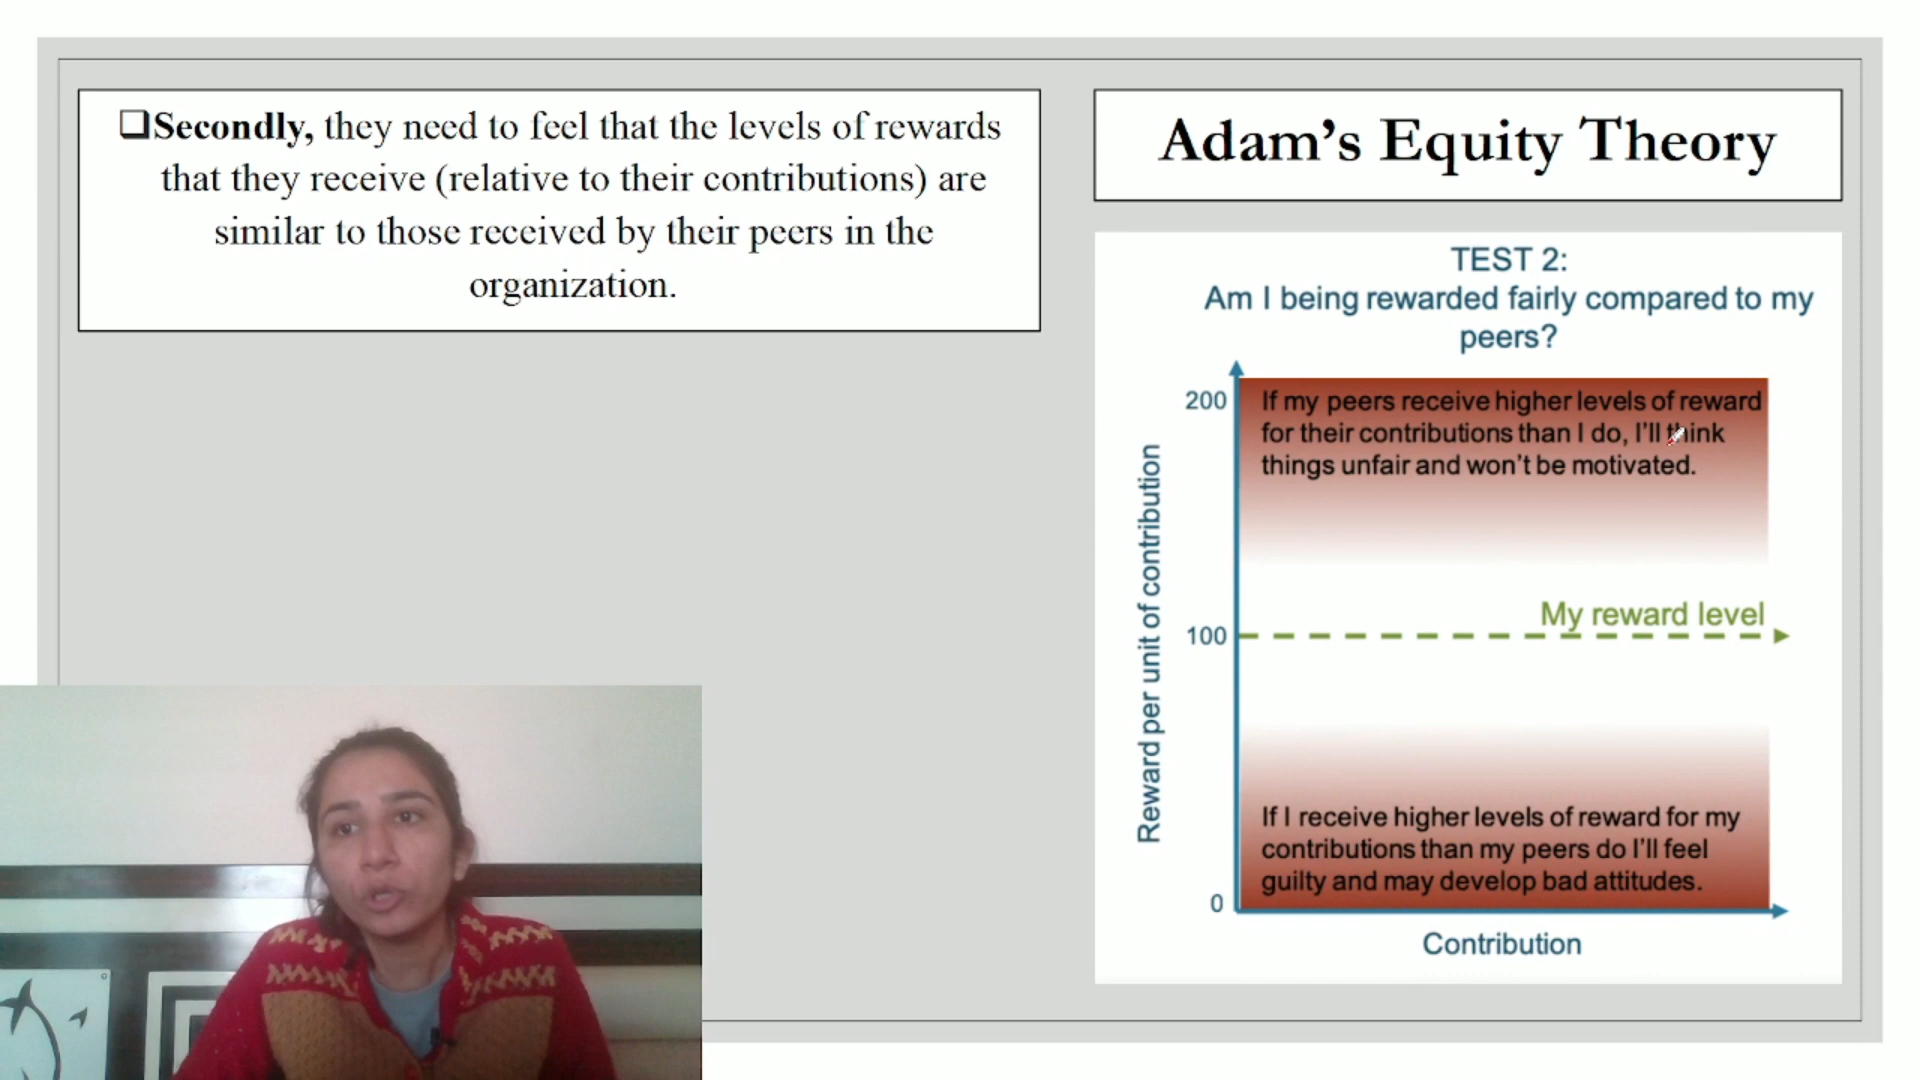 ❑Secondly, they need to feel that the levels of rewards
that they receive (relative to their contributions) are
similar to those received by their peers in the
organization.
Adam’s Equity Theory
TEST 2:
Am I being rewarded fairly compared to my
peers?
200
If my peers receive higher levels of reward
for their contributions than I do, I’ll think
things unfair and won’t be motivated.
Reward per unit of contribution
My reward level
100
If I receive higher levels of reward for my
contributions than my peers do I’ll feel
guilty and may develop bad attitudes.
0
Contribution